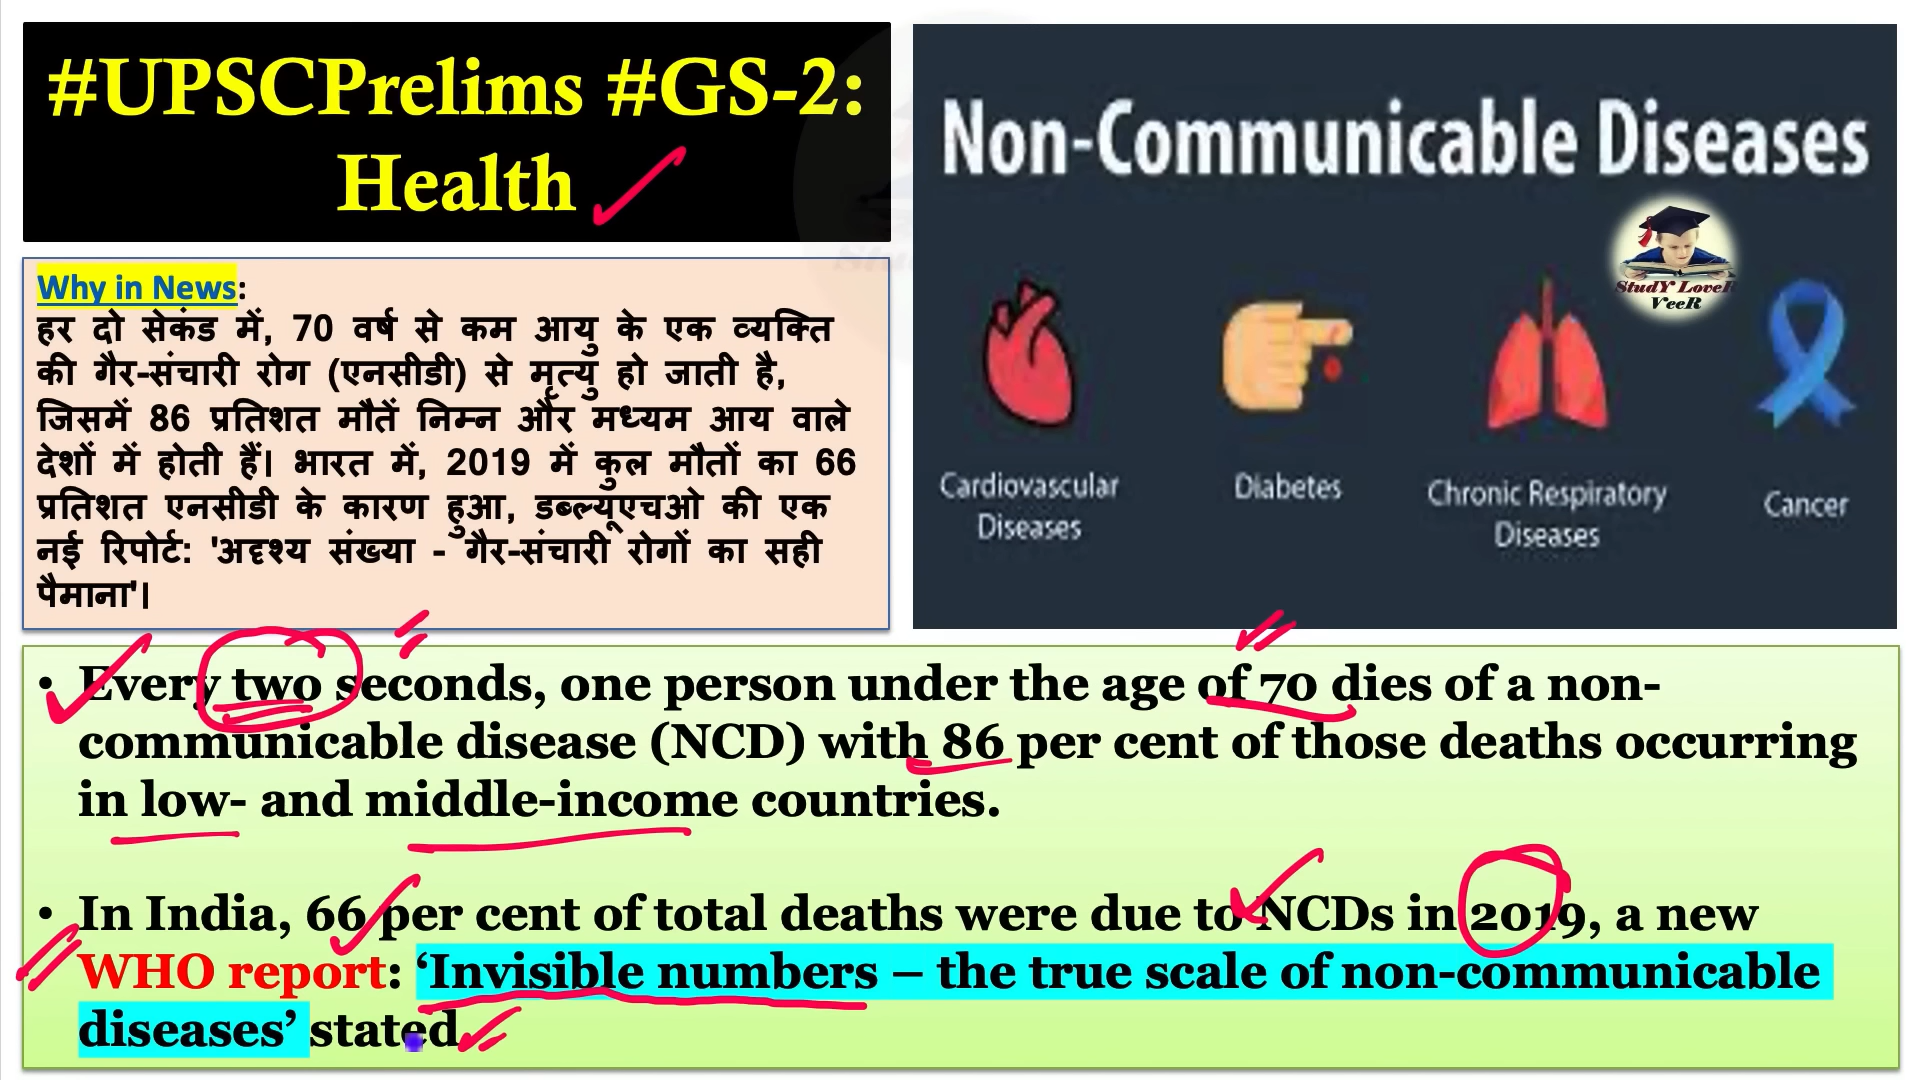 #UPSCPrelims #GS-2:
Health
Why in News:
हर दो सेकंड में, 70 वर्ष से कम आयु के एक व्यक्ति
की गैर-संचारी रोग (एनसीडी) से मृत्यु हो जाती है,
जिसमें 86 प्रतिशत मौतें निम्न और मध्यम आय वाले
देशों में होती हैं। भारत में, 2019 में कुल मौतों का 66
प्रतिशत एनसीडी के कारण हुआ, डब्ल्यूएचओ की एक
नई रिपोर्ट: 'अदृश्य संख्या - गैर-संचारी रोगों का सही
पैमाना'।
Non-Communicable Diseases
StudY LoveR
VeeR
Cardiovascular
Diseases
Diabetes
Chronic Respiratory
Diseases
Cancer
• Every two seconds, one person under the age of 70 dies of a non-
communicable disease (NCD) with 86 per cent of those deaths occurring
in low- and middle-income countries.
• In India, 66 per cent of total deaths were due to NCDs in 2019, a new
WHO report: ‘Invisible numbers – the true scale of non-communicable
diseases’ stated